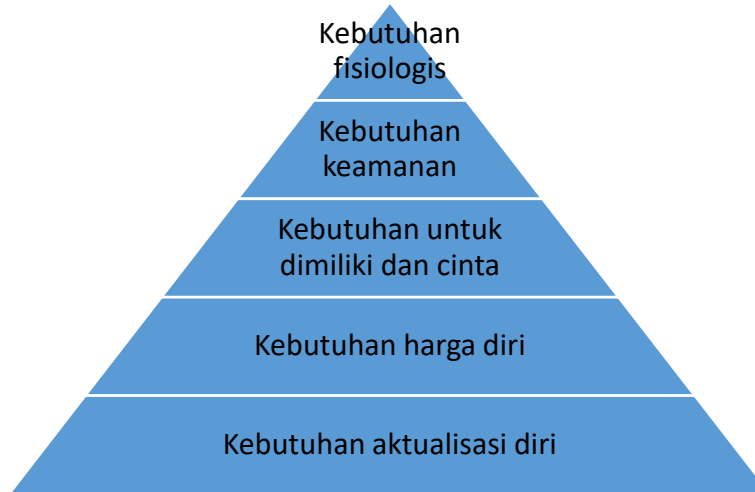 Kebutuhan
fisiologis
Kebutuhan
keamanan
Kebutuhan untuk
dimiliki dan cinta
Kebutuhan harga diri
Kebutuhan aktualisasi diri